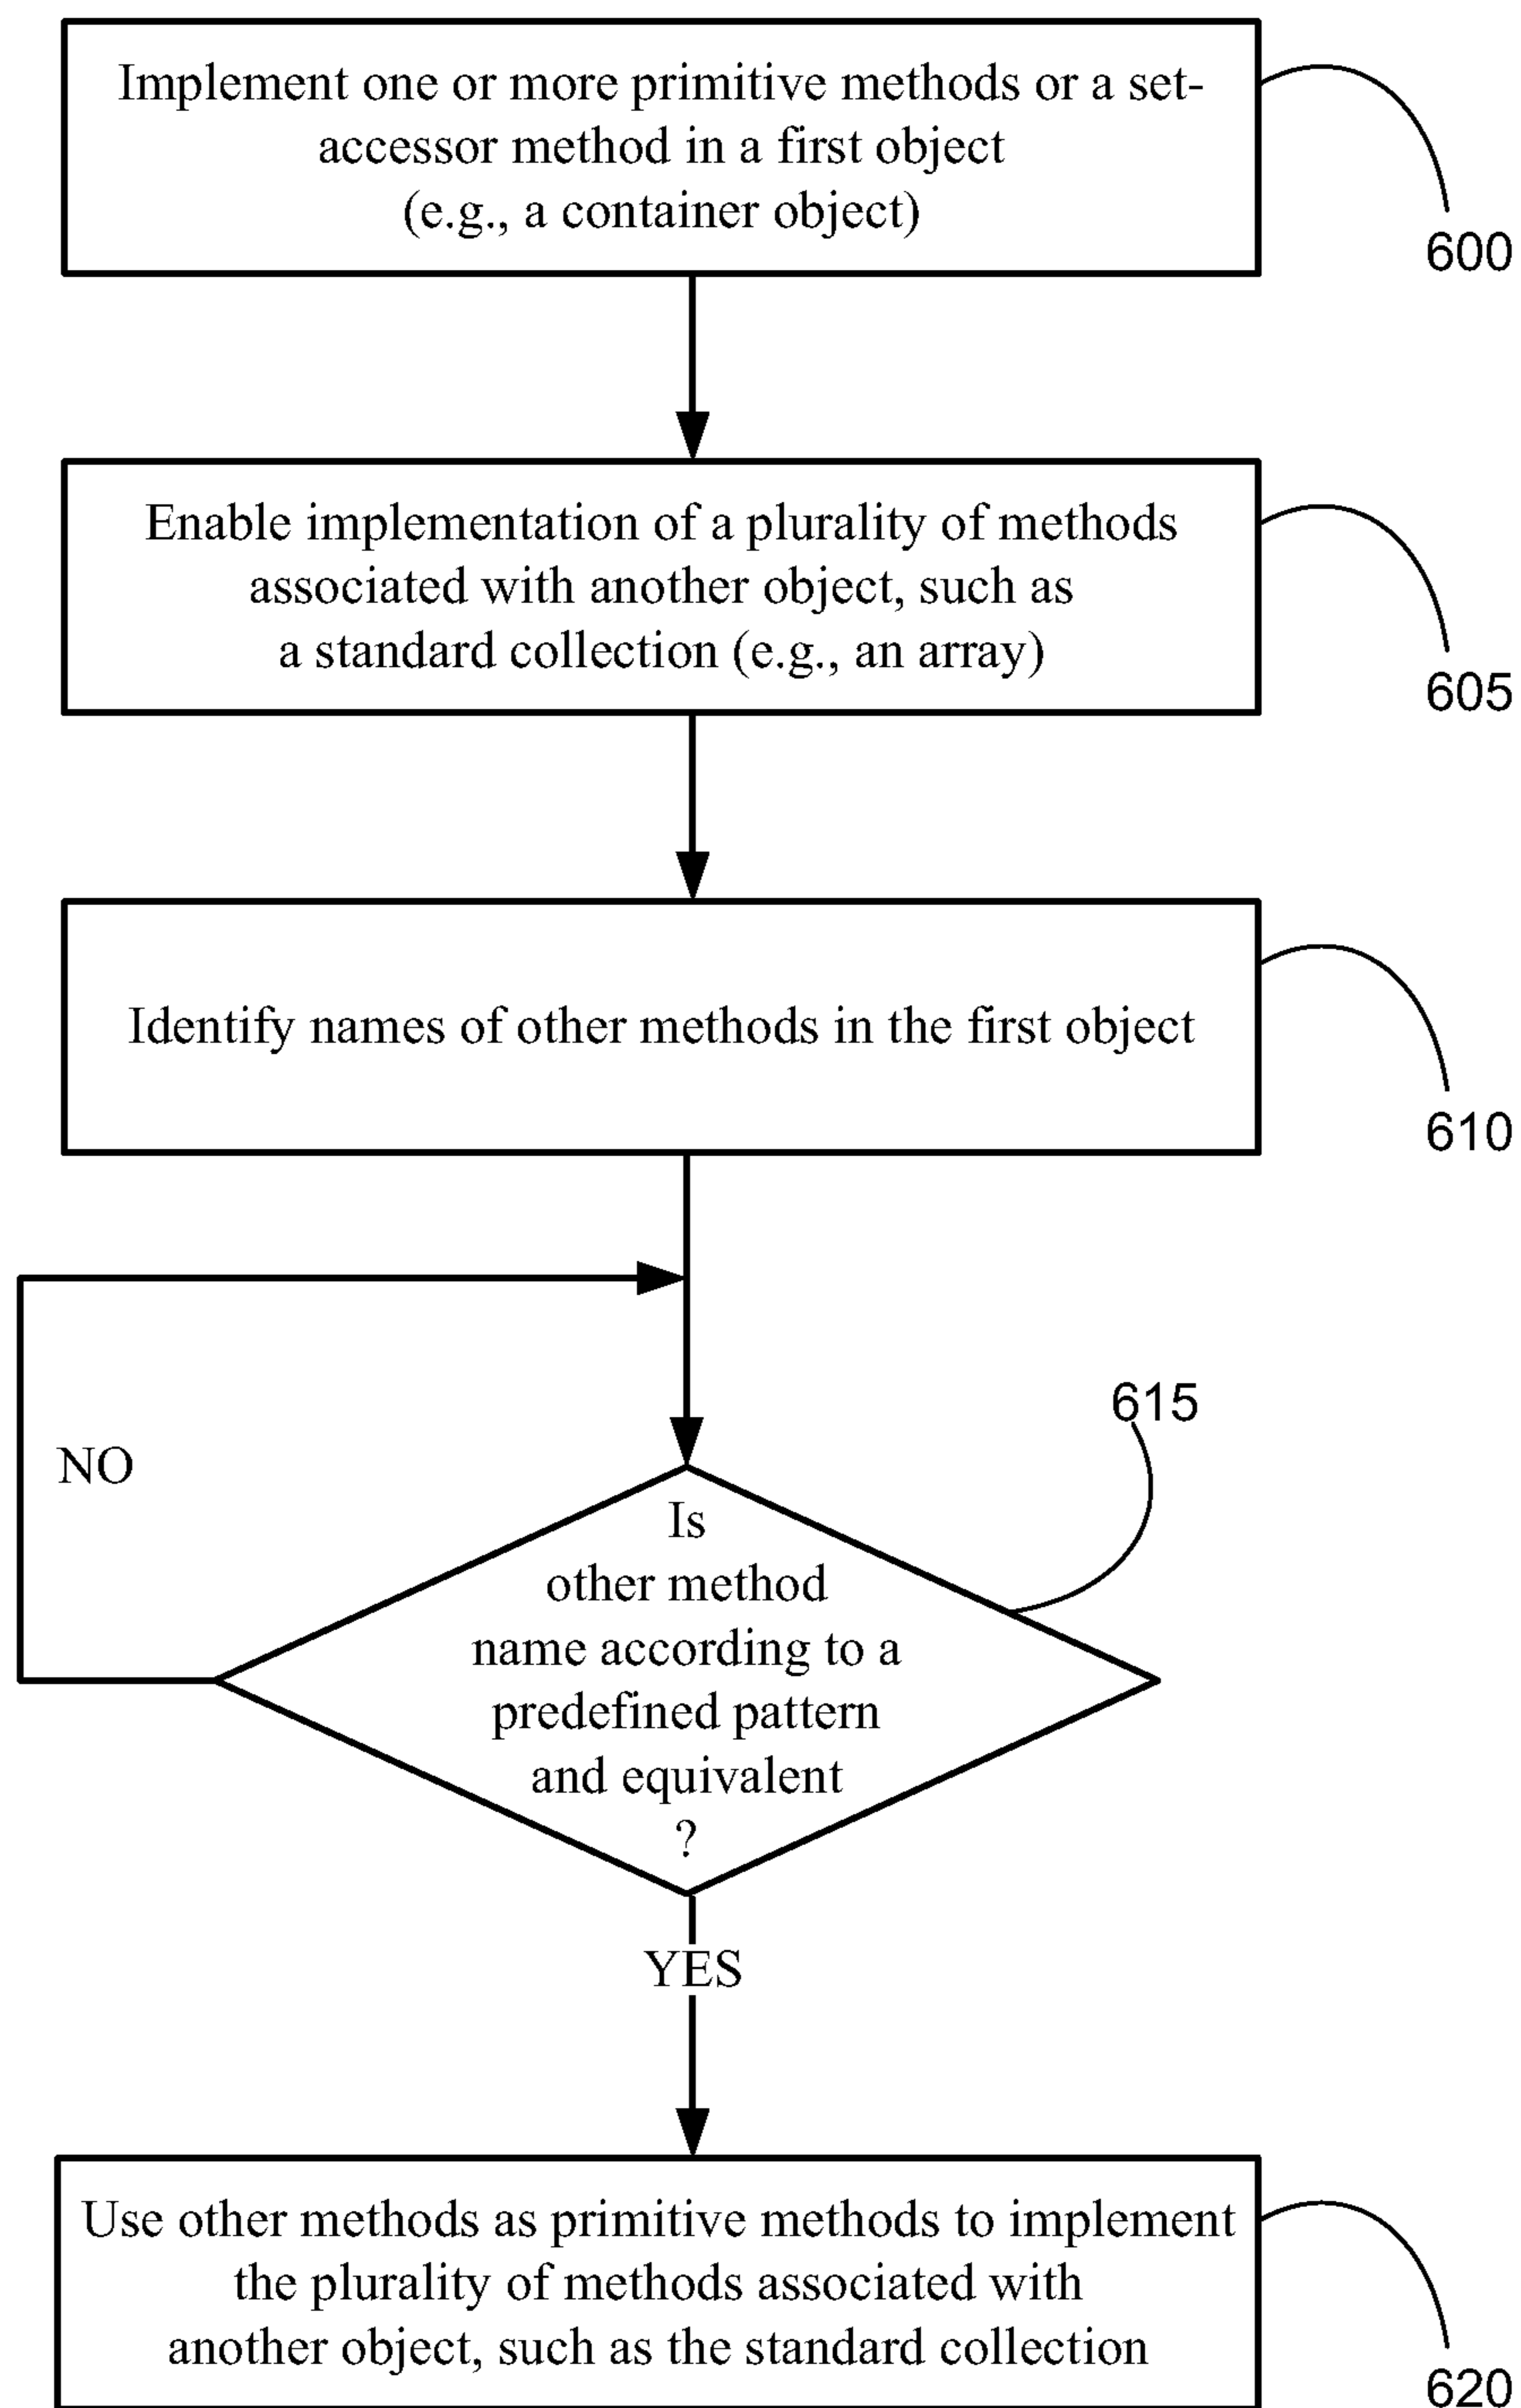 Implement one or more primitive methods or a set-
accessor method in a first object
(e.g., a container object)
600
Enable implementation of a plurality of methods
associated with another object, such as
a standard collection (e.g., an array)
605
Identify names of other methods in the first object
610
615
NO
Is
other method
name according to a
predefined pattern
and equivalent
?
YES
Use other methods as primitive methods to implement
the plurality of methods associated with
another object, such as the standard collection
620